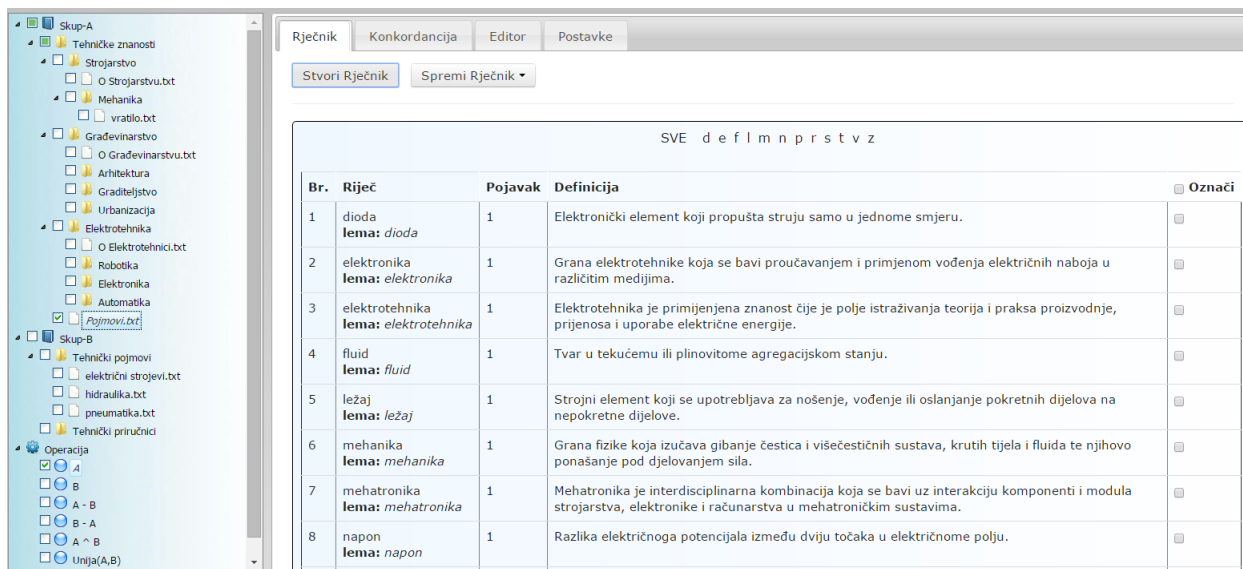 Skup-A
Tehničke znanosti
Strojarstvo
O Strojarstvu.txt
Mehanika
vratilo.txt
Građevinarstvo
O Građevinarstvu.txt
Arhitektura
Graditeljstvo
Urbanizacija
Elektrotehnika
O Elektrotehnici.txt
Robotika
Elektronika
Automatika
Pojmovi.txt
Skup-B
Tehnički pojmovi
električni strojevi.txt
hidraulika.txt
pneumatika.txt
Tehnički priručnici
Operacija
A
B
A - B
B - A
A ^ B
Unija(A,B)
Rječnik Konkordancija Editor Postavke
Stvori Rječnik Spremi Rječnik
SVE d e f l m n p r s t v z
Br. Riječ Pojavak Definicija Označi
1 dioda 1 Elektronički element koji propušta struju samo u jednome smjeru.
lema: dioda
2 elektronika 1 Grana elektrotehnike koja se bavi proučavanjem i primjenom vođenja električnih naboja u
lema: elektronika različitim medijima.
3 elektrotehnika 1 Elektrotehnika je primijenjena znanost čije je polje istraživanja teorija i praksa proizvodnje,
lema: elektrotehnika prijenosa i uporabe električne energije.
4 fluid 1 Tvar u tekućemu ili plinovitome agregacijskom stanju.
lema: fluid
5 ležaj 1 Strojni element koji se upotrebljava za nošenje, vođenje ili oslanjanje pokretnih dijelova na
lema: ležaj nepokretne dijelove.
6 mehanika 1 Grana fizike koja izučava gibanje čestica i višečestičnih sustava, krutih tijela i fluida te njihovo
lema: mehanika ponašanje pod djelovanjem sila.
7 mehatronika 1 Mehatronika je interdisciplinarna kombinacija koja se bavi uz interakciju komponenti i modula
lema: mehatronika strojarstva, elektronike i računarstva u mehatroničkim sustavima.
8 napon 1 Razlika električnoga potencijala između dviju točaka u električnome polju.
lema: napon